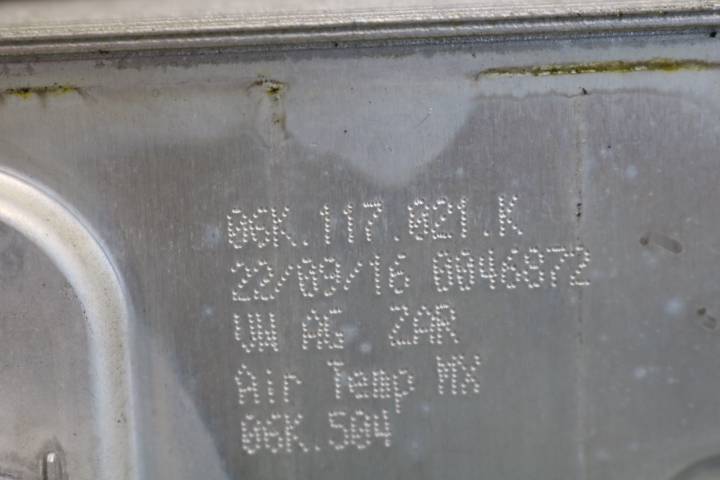 06K.117.021.K
22/09/16 0046872
VW AG ZAR
Air Temp MX
06K.504